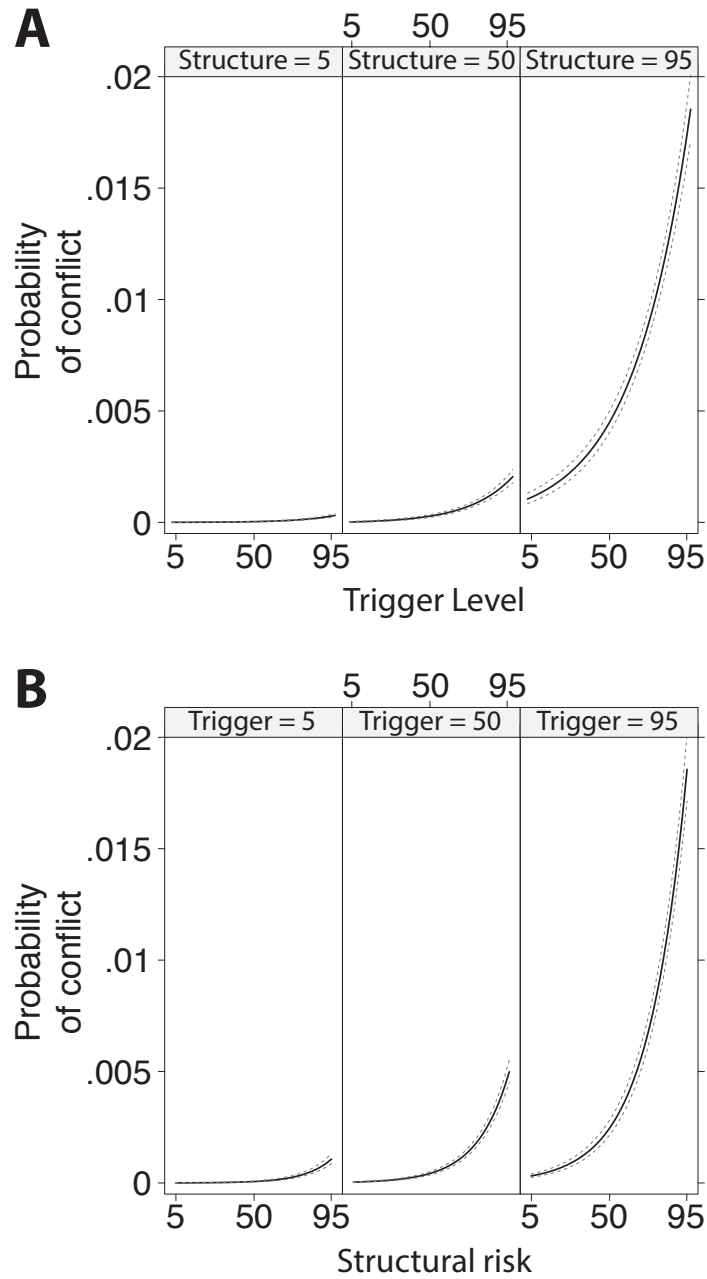 A
5 50 95
Structure = 5 Structure = 50 Structure = 95
.02
.015
.01
.005
0
Probability
of conflict
5 50 95 5 50 95
Trigger Level
B
5 50 95
Trigger = 5 Trigger = 50 Trigger = 95
.02
.015
.01
.005
0
Probability
of conflict
5 50 95 5 50 95
Structural risk